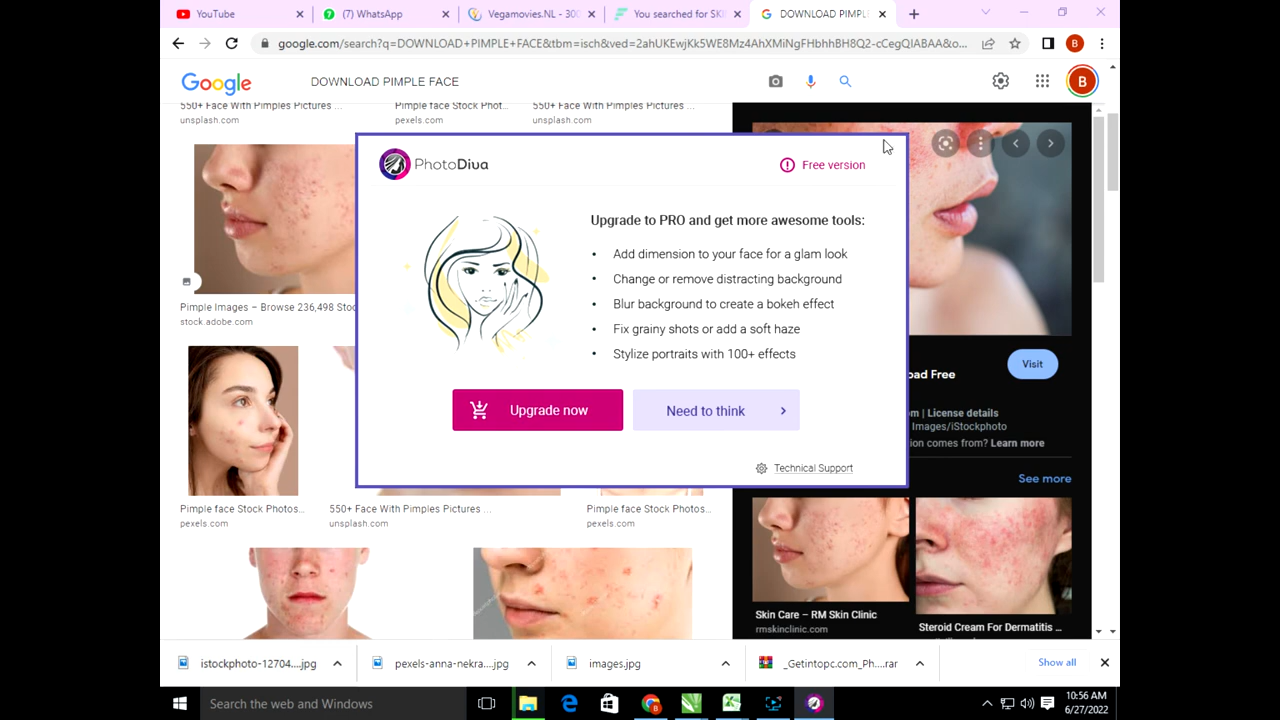 YouTube
(7) WhatsApp
Vegamovies.NL - 300
You searched for SKI
DOWNLOAD PIMPLE
google.com/search?q=DOWNLOAD+PIMPLE+FACE&tbm=isch&ved=2ahUKEwjKk5WE8Mz4AhXMiNgFHbhhBH8Q2-cCegQIABAA&o...
B
Google
DOWNLOAD PIMPLE FACE
B
550+ Face With Pimples Pictures ...
unsplash.com
Pimple face Stock Phot..
pexels.com
550+ Face With Pimples Pictures ...
unsplash.com
PhotoDiva
Free version
Upgrade to PRO and get more awesome tools:
• Add dimension to your face for a glam look
• Change or remove distracting background
• Blur background to create a bokeh effect
• Fix grainy shots or add a soft haze
• Stylize portraits with 100+ effects
Upgrade now
Need to think
Technical Support
Pimple Images – Browse 236,498 Stoc
stock.adobe.com
oad Free
Visit
m | License details
Images/iStockphoto
ion comes from? Learn more
See more
Pimple face Stock Photos...
pexels.com
550+ Face With Pimples Pictures ...
unsplash.com
Pimple face Stock Photos...
pexels.com
Skin Care – RM Skin Clinic
rmskinclinic.com
Steroid Cream For Dermatitis ...
istockphoto-12704....jpg
pexels-anna-nekra....jpg
images.jpg
_Getintopc.com_Ph....rar
Show all
Search the web and Windows
10:56 AM
6/27/2022